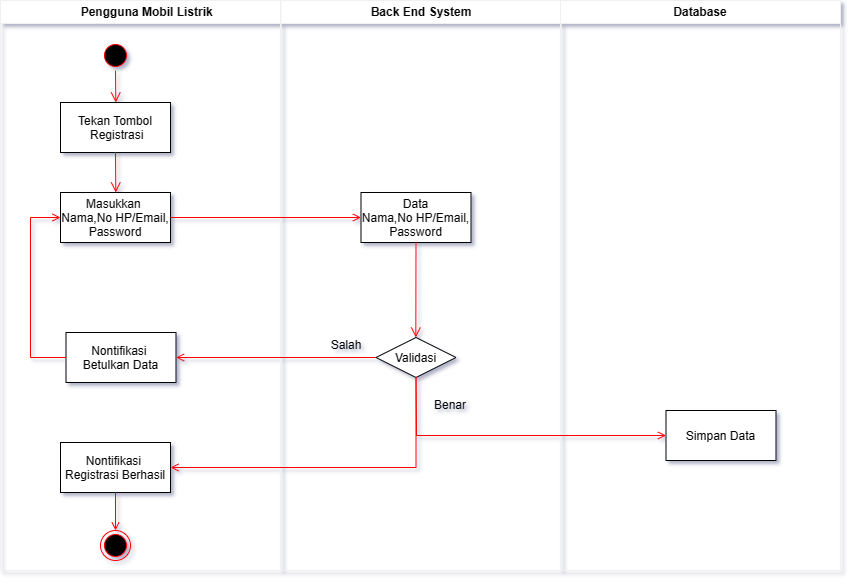 Pengguna Mobil Listrik
Back End System
Database
Tekan Tombol
Registrasi
Masukkan
Nama,No HP/Email,
Password
Data
Nama,No HP/Email,
Password
Nontifikasi
Betulkan Data
Salah
Validasi
Benar
Simpan Data
Nontifikasi
Registrasi Berhasil